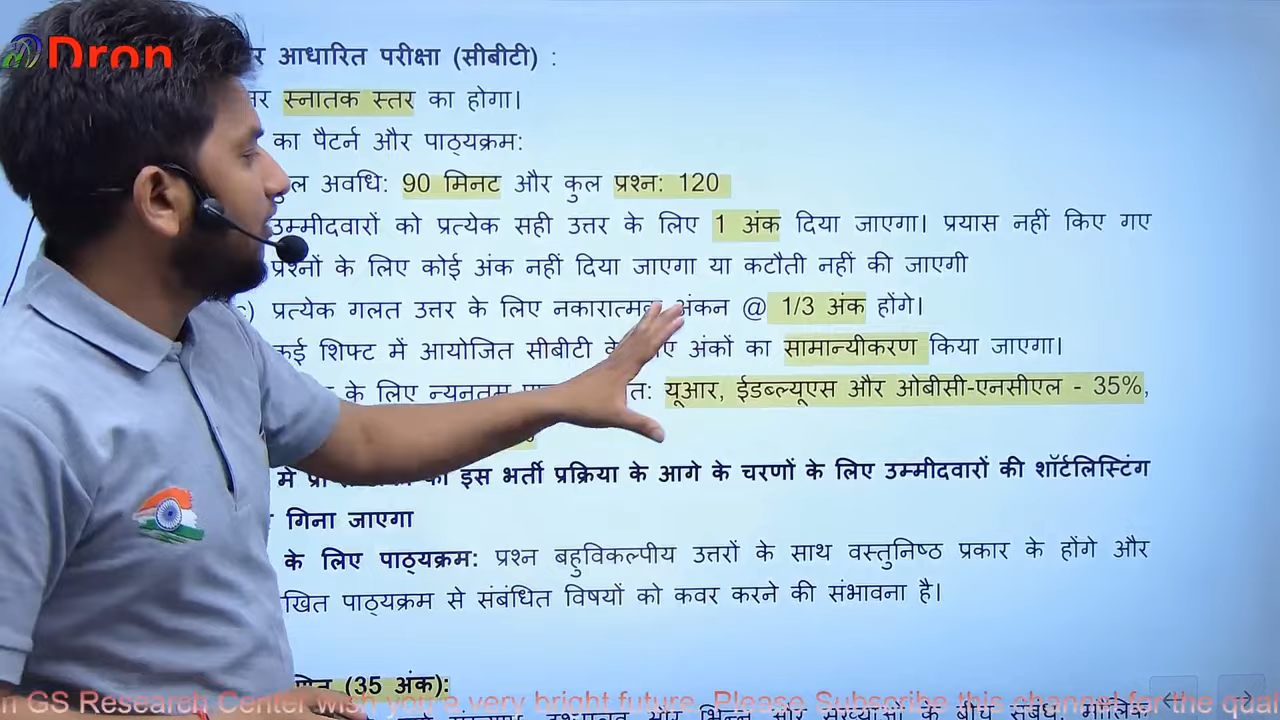 Dron
र आधारित परीक्षा (सीबीटी) :
स्नातक स्तर का होगा।
का पैटर्न और पाठ्यक्रम:
अवधि: 90 मिनट और कुल प्रश्न: 120
उम्मीदवारों को प्रत्येक सही उत्तर के लिए 1 अंक दिया जाएगा। प्रयास नहीं किए गए
प्रश्नों के लिए कोई अंक नहीं दिया जाएगा या कटौती नहीं की जाएगी
प्रत्येक गलत उत्तर के लिए नकारात्मक अंकन @ 1/3 अंक होंगे।
कई शिफ्ट में आयोजित सीबीटी के अंकों का सामान्यीकरण किया जाएगा।
के लिए न्यूनतम यूआर, ईडब्ल्यूएस और ओबीसी-एनसीएल - 35%,
में इस भर्ती प्रक्रिया के आगे के चरणों के लिए उम्मीदवारों की शॉर्टलिस्टिंग
गिना जाएगा
के लिए पाठ्यक्रम: प्रश्न बहुविकल्पीय उत्तरों के साथ वस्तुनिष्ठ प्रकार के होंगे और
पाठ्यक्रम से संबंधित विषयों को कवर करने की संभावना है।
(35 अंक):
GS Research Center wish you a very bright future. Please Subscribe this channel for the